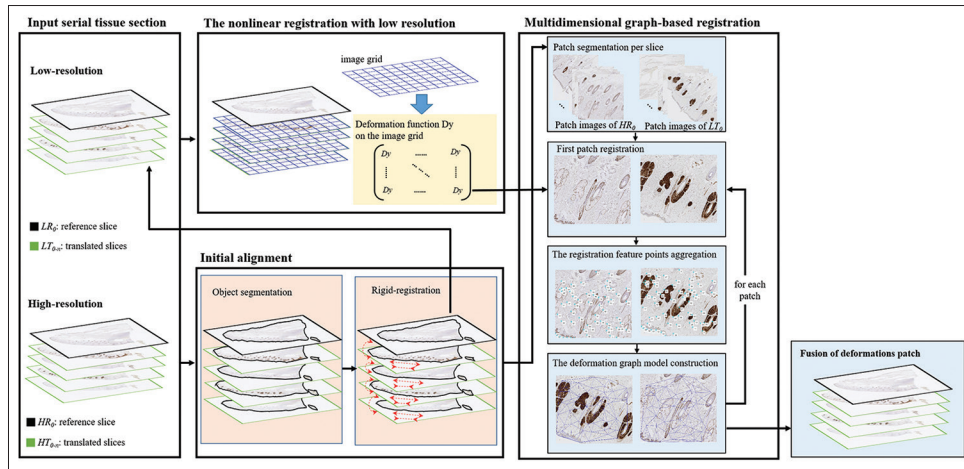 Input serial tissue section
Low-resolution
LR0: reference slice
LT0-n: translated slices
High-resolution
HR0: reference slice
HT0-n: translated slices
The nonlinear registration with low resolution
image grid
Deformation function Dy
on the image grid
Dy ...... Dy
Dy ...... Dy
Initial alignment
Object segmentation
Rigid-registration
Multidimensional graph-based registration
Patch segmentation per slice
Patch images of HR0
Patch images of LT0
First patch registration
The registration feature points aggregation
for each
patch
The deformation graph model construction
Fusion of deformations patch